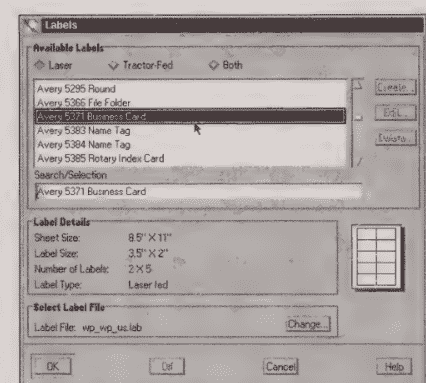 Labels
Available Labels
Laser Tractor-Fed Both
Avery 5295 Round
Avery 5366 File Folder
Avery 5371 Business Card
Avery 5383 Name Tag
Avery 5384 Name Tag
Avery 5385 Rotary Index Card
Create...
Edit...
Delete...
Search/Selection
Avery 5371 Business Card
Label Details
Sheet Size: 8.5" X 11"
Label Size: 3.5" X 2"
Number of Labels: 2 X 5
Label Type: Laser fed
Select Label File
Label File: wp_wp_us.lab
Change...
OK Off Cancel Help